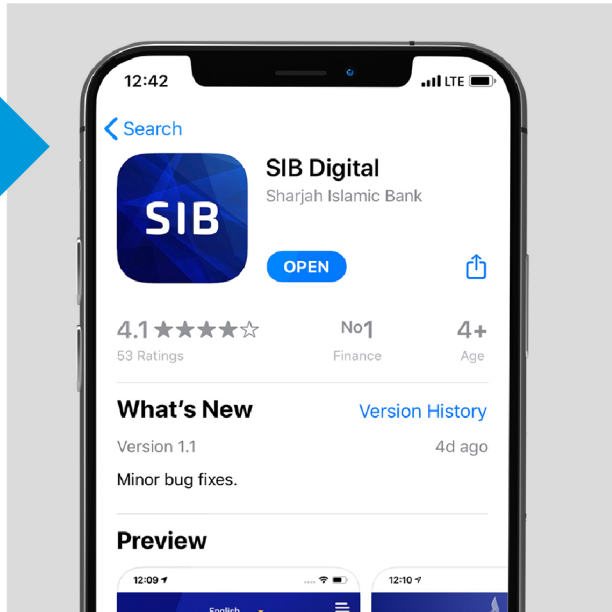 12:42
LTE
Search
SIB
SIB Digital
Sharjah Islamic Bank
OPEN
4.1
No1
4+
53 Ratings
Finance
Age
What's New
Version History
Version 1.1
4d ago
Minor bug fixes.
Preview
12:09
12:10
English